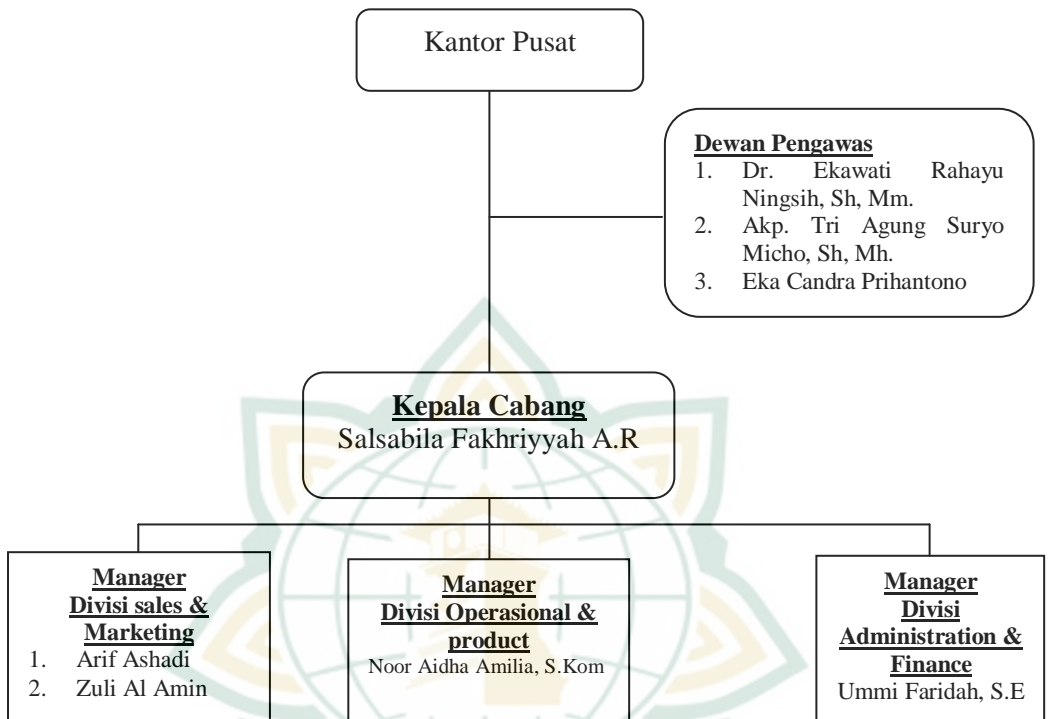 Kantor Pusat
Dewan Pengawas
1. Dr. Ekawati Rahayu
Ningsih, Sh, Mm.
2. Akp. Tri Agung Suryo
Micho, Sh, Mh.
3. Eka Candra Prihantono
Kepala Cabang
Salsabila Fakhriyyah A.R
Manager
Divisi sales &
Marketing
1. Arif Ashadi
2. Zuli Al Amin
Manager
Divisi Operasional &
product
Noor Aidha Amilia, S.Kom
Manager
Divisi
Administration &
Finance
Ummi Faridah, S.E